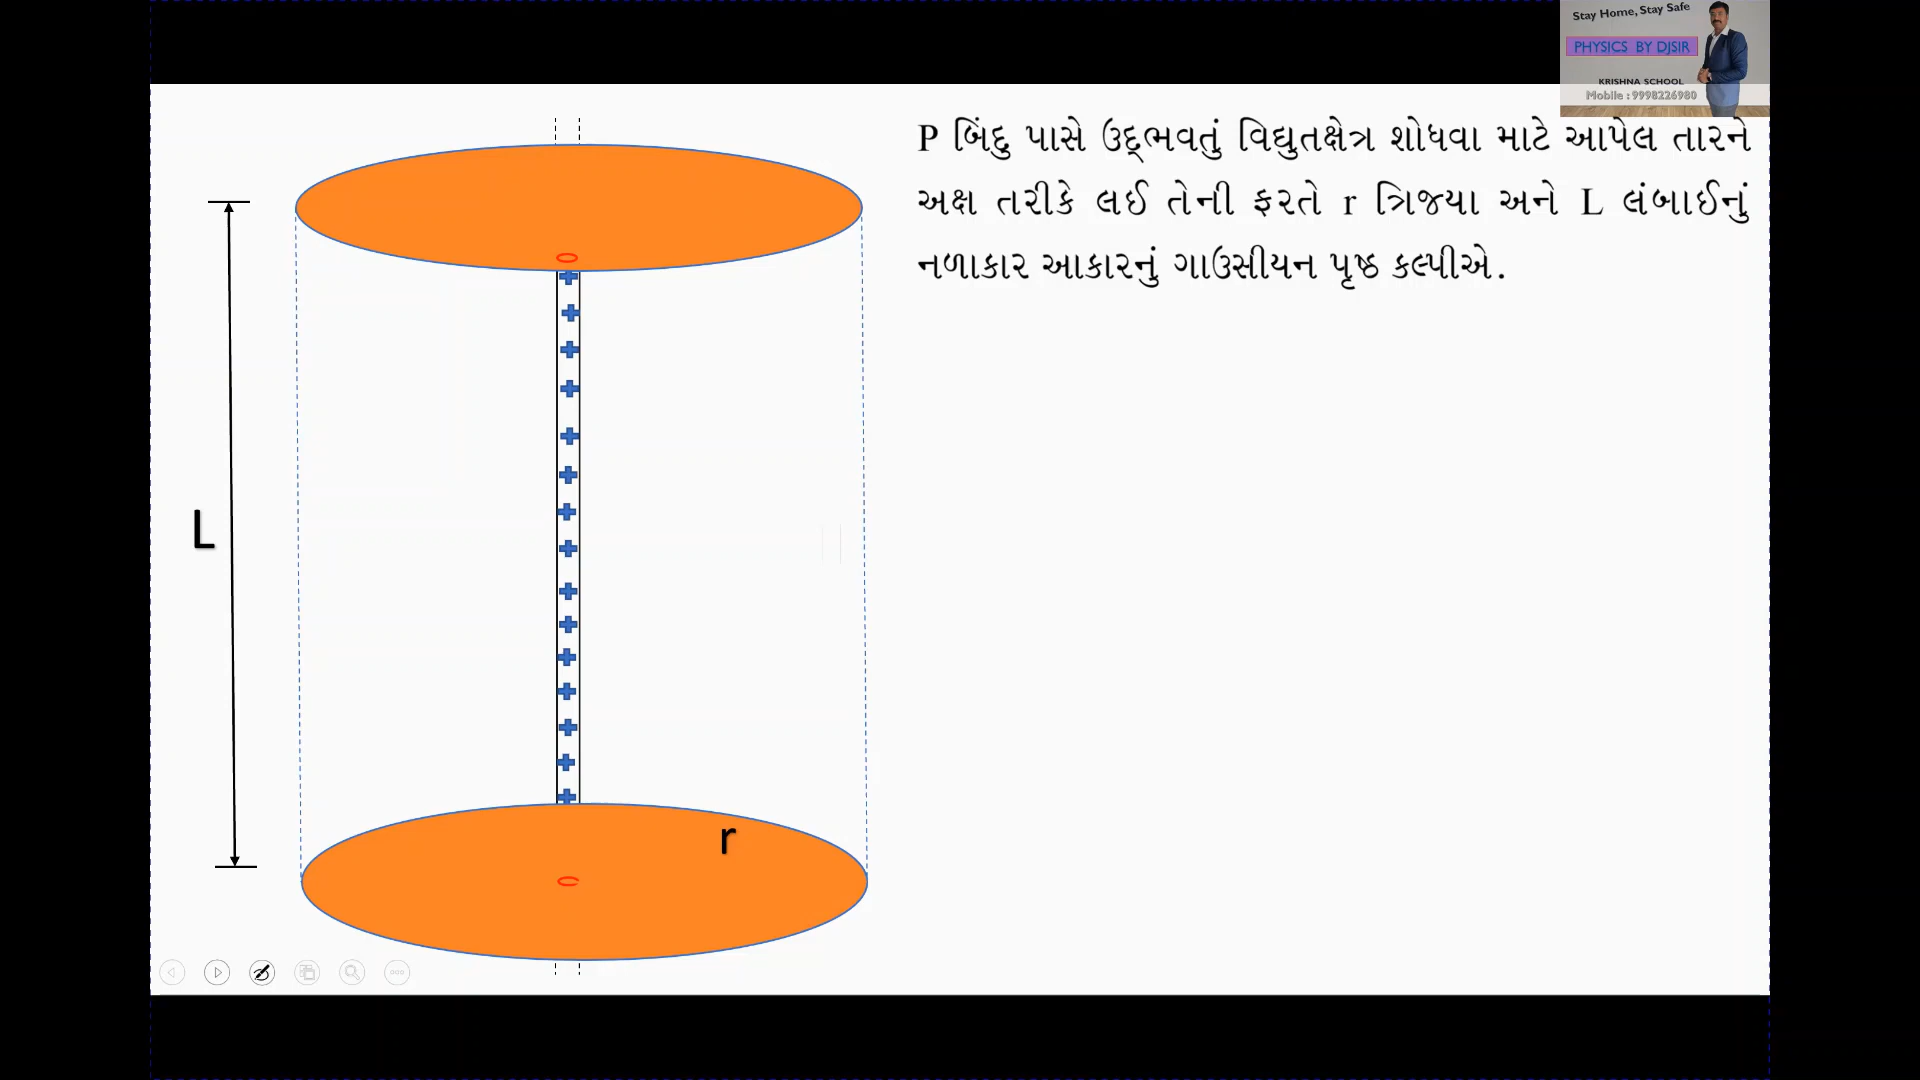 Stay Home, Stay Safe
PHYSICS BY DJSIR
KRISHNA SCHOOL
Mobile : 9998226980
P બિંદુ પાસે ઉદ્ભવતું વિદ્યુતક્ષેત્ર શોધવા માટે આપેલ તારને
અક્ષ તરીકે લઈ તેની ફરતે r ત્રિજ્યા અને L લંબાઈનું
નળાકાર આકારનું ગાઉસીયન પૃષ્ઠ કલ્પીએ.
L
r